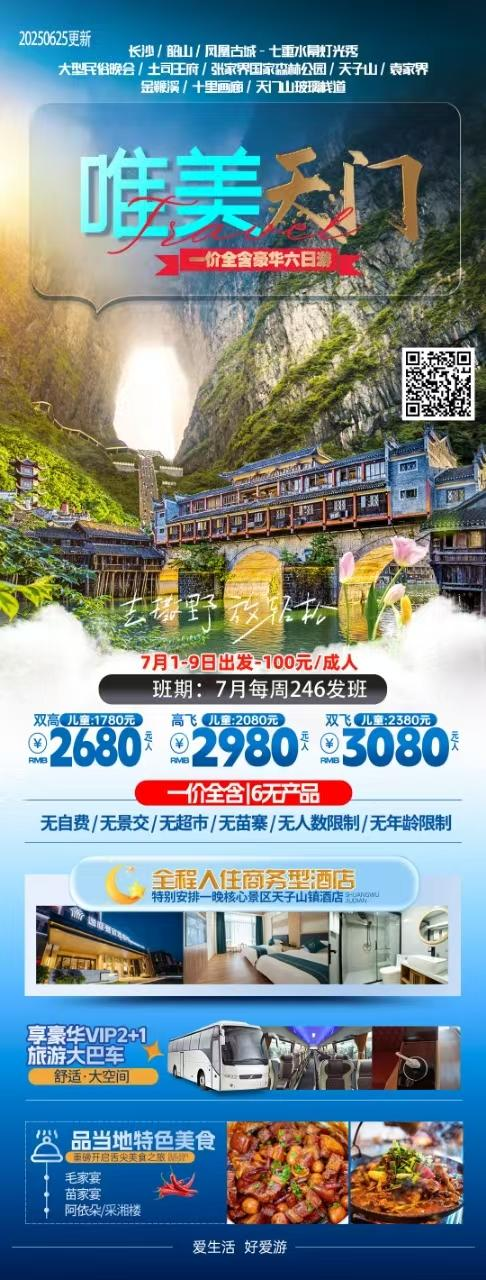 20250625更新
长沙 / 韶山 / 凤凰古城 - 七重水幕灯光秀
大型民俗晚会 / 土司王府 / 张家界国家森林公园 / 天子山 / 袁家界
金鞭溪 / 十里画廊 / 天门山玻璃栈道
唯美天门
Travel
一价全含豪华六日游
去撒野 放轻松
7月1-9日出发-100元/成人
班期：7月每周246发班
双高 儿童:1780元 高飞 儿童:2080元 双飞 儿童:2380元
¥ RMB 2680 元/人 ¥ RMB 2980 元/人 ¥ RMB 3080 元/人
一价全含|6无产品
无自费 / 无景交 / 无超市 / 无苗寨 / 无人数限制 / 无年龄限制
全程入住商务型酒店
特别安排一晚核心景区天子山镇酒店 SHUANGWU JIUDIAN
享豪华VIP2+1
旅游大巴车
舒适·大空间
品当地特色美食
重磅开启舌尖美食之旅
毛家宴
苗家宴
阿依朵/采湘楼
爱生活 好爱游